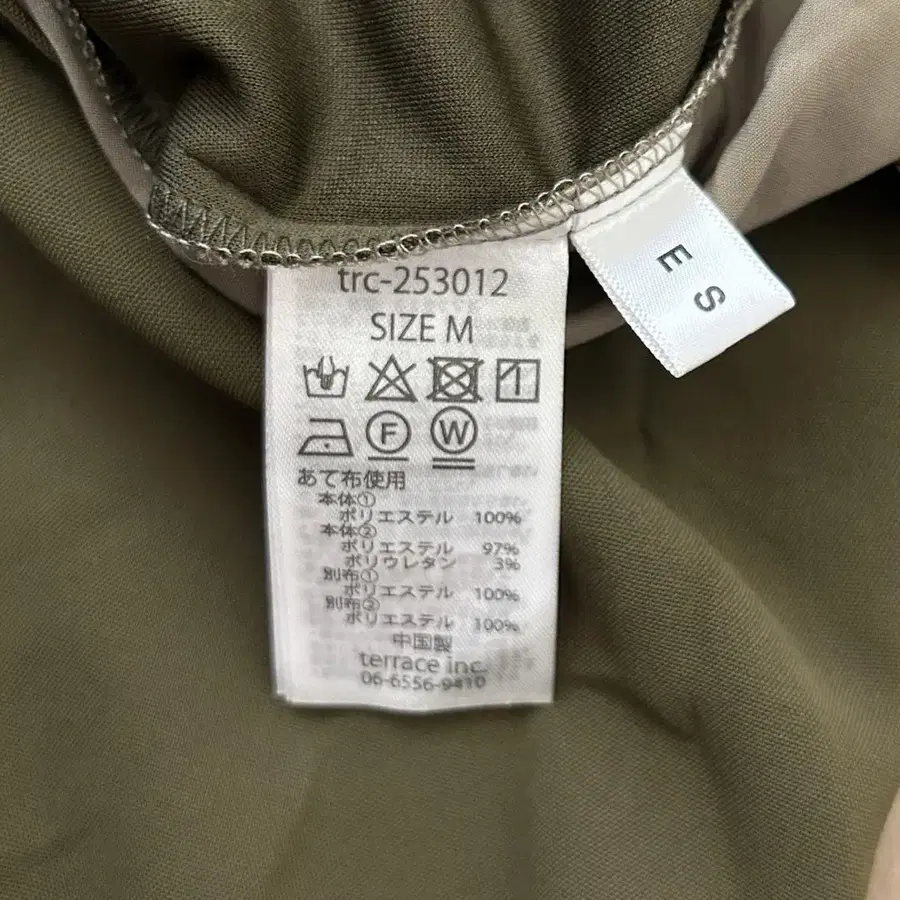 trc-253012
SIZE M
F W
あて布使用
本体①
ポリエステル 100%
本体②
ポリエステル 97%
ポリウレタン 3%
別布①
ポリエステル 100%
別布②
ポリエステル 100%
中国製
terrace inc.
06-6556-9410
E S